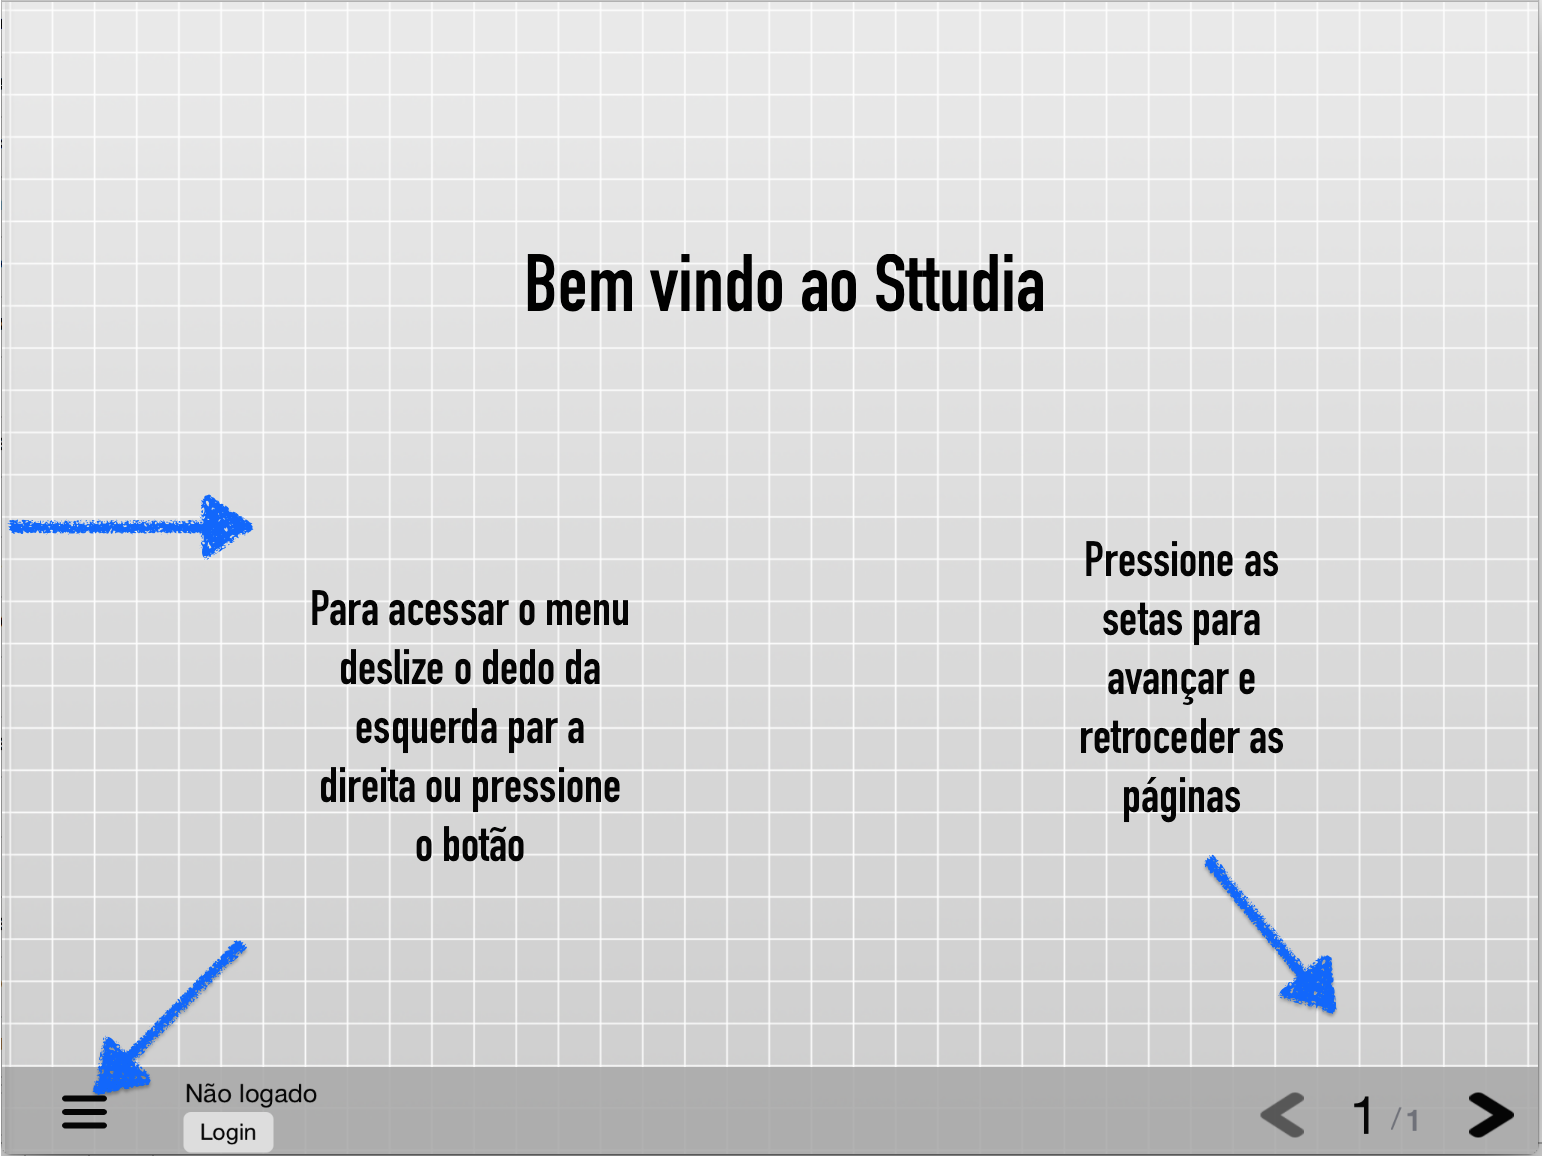 Bem vindo ao Sttudia
Para acessar o menu
deslize o dedo da
esquerda par a
direita ou pressione
o botão
Pressione as
setas para
avançar e
retroceder as
páginas
Não logado
Login
1 / 1